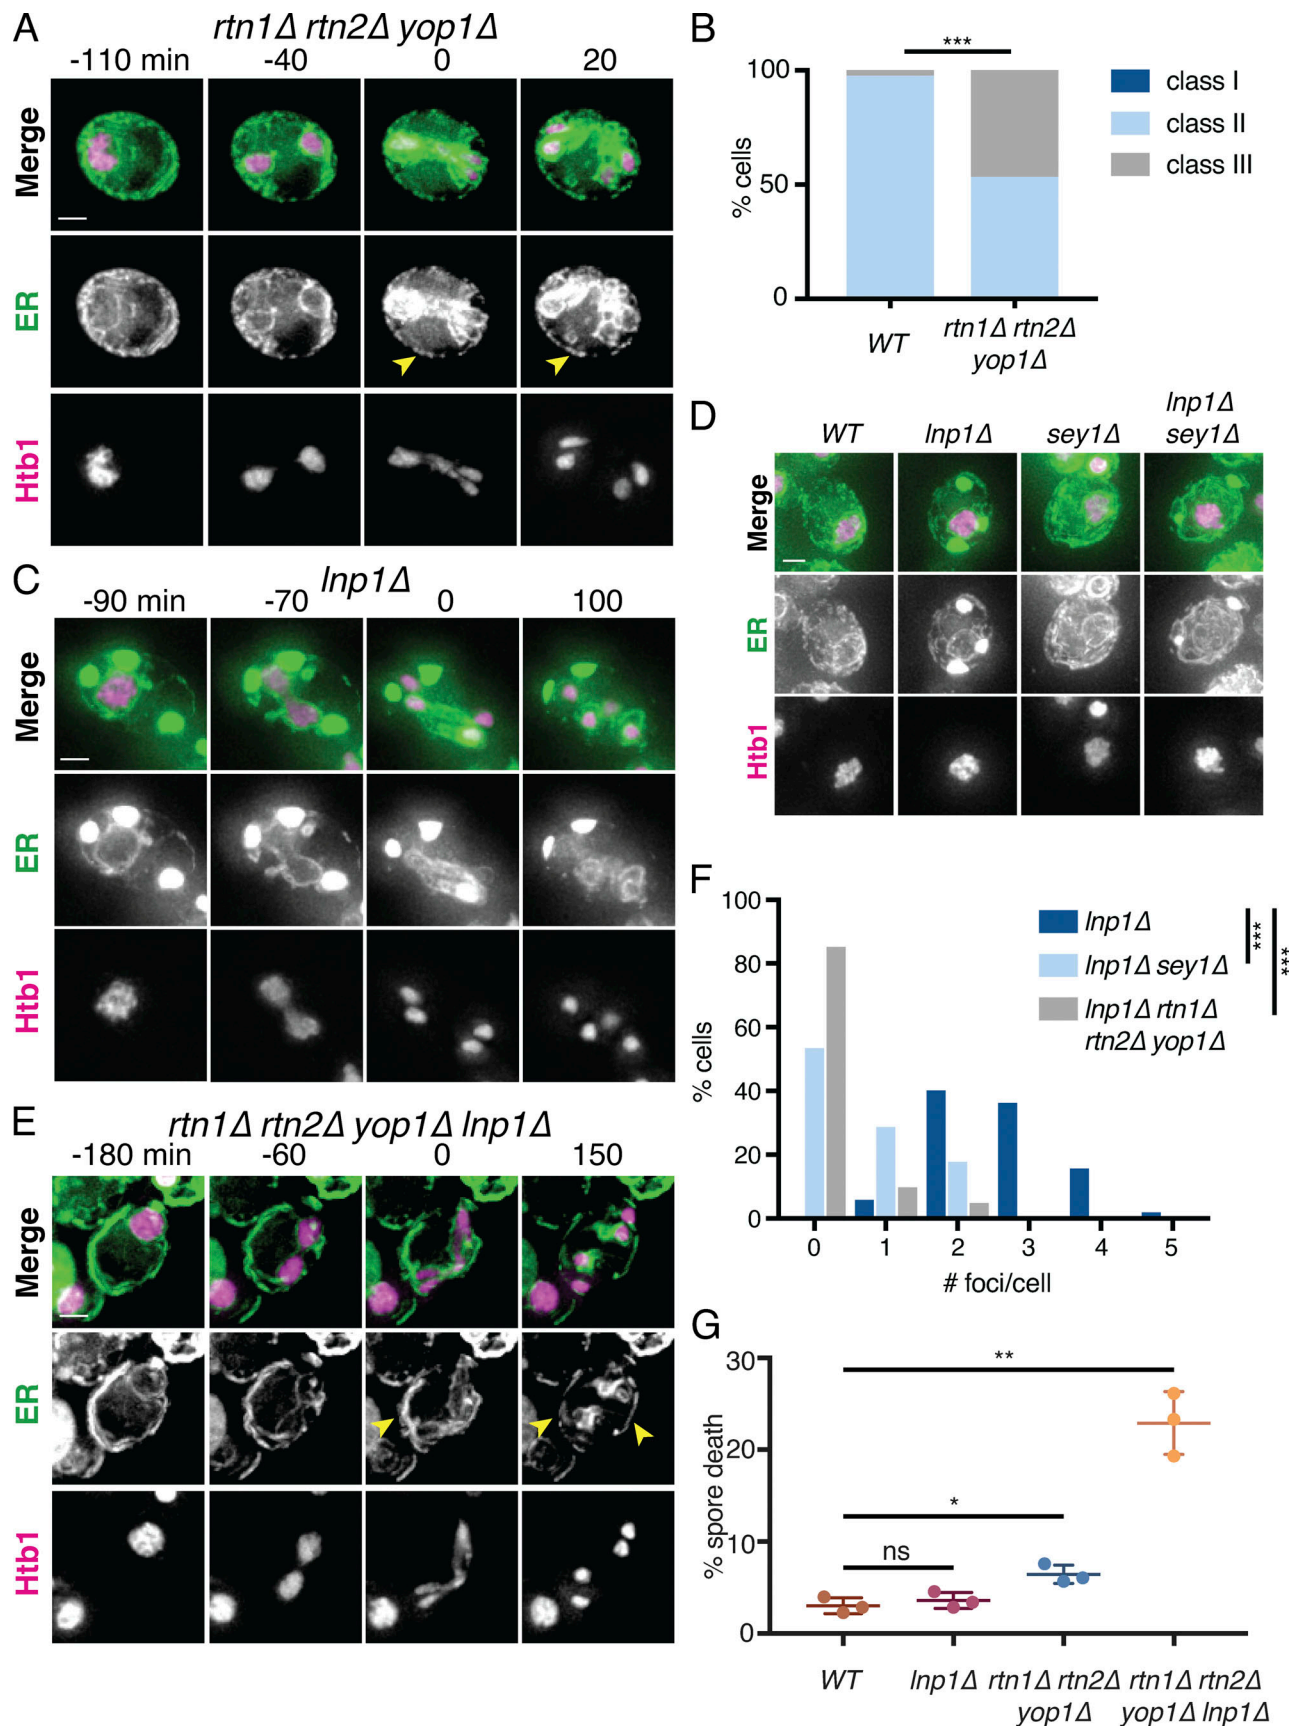 A
rtn1Δ rtn2Δ yop1Δ
-110 min -40 0 20
Merge
ER
Htb1
B
***
100
50
0
% cells
WT
rtn1Δ rtn2Δ
yop1Δ
class I
class II
class III
C
lnp1Δ
-90 min -70 0 100
Merge
ER
Htb1
D
WT lnp1Δ sey1Δ lnp1Δ
sey1Δ
Merge
ER
Htb1
E
rtn1Δ rtn2Δ yop1Δ lnp1Δ
-180 min -60 0 150
Merge
ER
Htb1
F
100
80
60
40
20
0
% cells
0 1 2 3 4 5
# foci/cell
lnp1Δ
lnp1Δ sey1Δ
lnp1Δ rtn1Δ
rtn2Δ yop1Δ
***
***
G
30
20
10
0
% spore death
**
*
ns
WT lnp1Δ rtn1Δ rtn2Δ rtn1Δ rtn2Δ
yop1Δ yop1Δ lnp1Δ